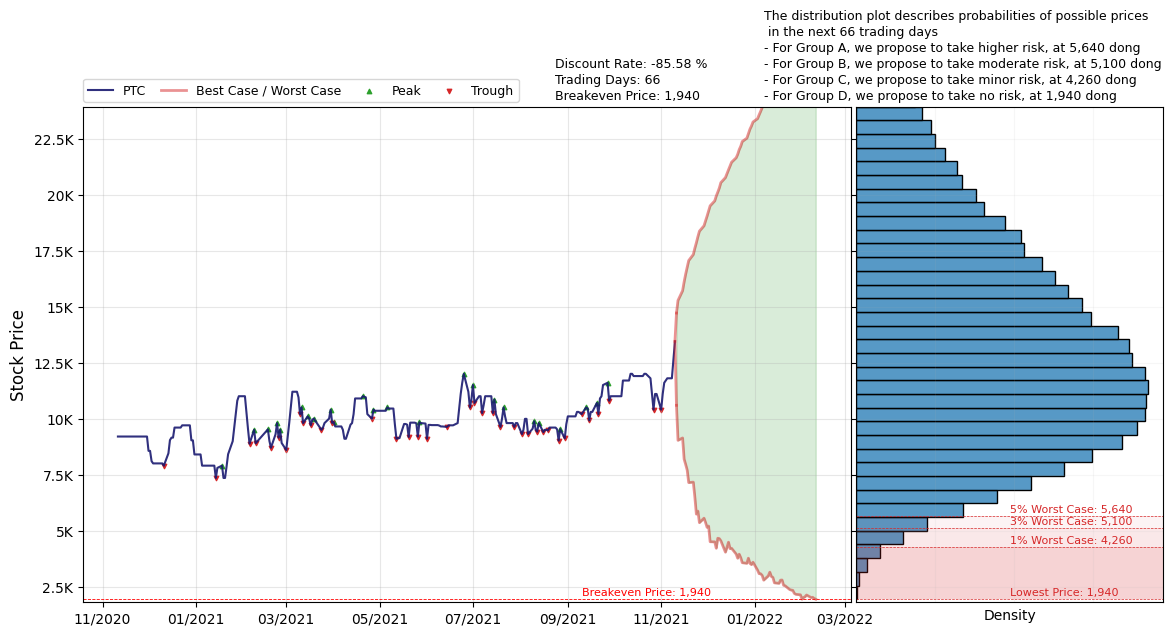 The distribution plot describes probabilities of possible prices
in the next 66 trading days
- For Group A, we propose to take higher risk, at 5,640 dong
- For Group B, we propose to take moderate risk, at 5,100 dong
- For Group C, we propose to take minor risk, at 4,260 dong
- For Group D, we propose to take no risk, at 1,940 dong
Discount Rate: -85.58 %
Trading Days: 66
Breakeven Price: 1,940
PTC
Best Case / Worst Case
Peak
Trough
Stock Price
22.5K
20K
17.5K
15K
12.5K
10K
7.5K
5K
2.5K
Breakeven Price: 1,940
5% Worst Case: 5,640
3% Worst Case: 5,100
1% Worst Case: 4,260
Lowest Price: 1,940
11/2020
01/2021
03/2021
05/2021
07/2021
09/2021
11/2021
01/2022
03/2022
Density